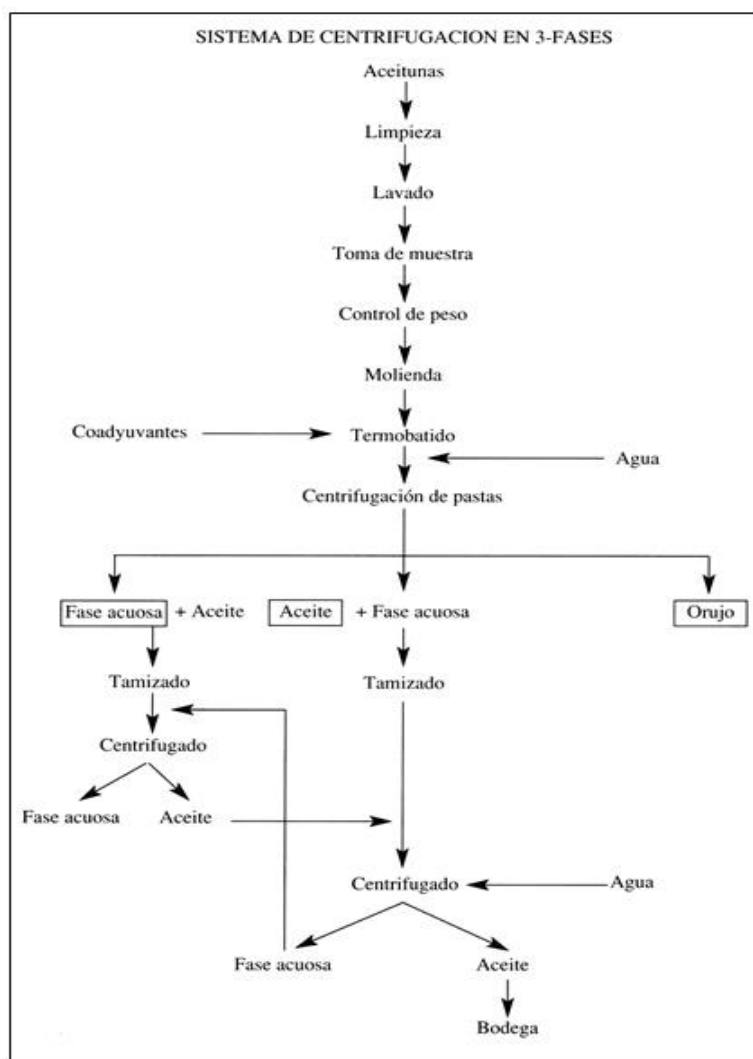 SISTEMA DE CENTRIFUGACION EN 3-FASES
Aceitunas
Limpieza
Lavado
Toma de muestra
Control de peso
Molienda
Coadyuvantes
Termobatido
Agua
Centrifugación de pastas
Fase acuosa + Aceite
Aceite + Fase acuosa
Orujo
Tamizado
Tamizado
Centrifugado
Fase acuosa
Aceite
Centrifugado
Agua
Fase acuosa
Aceite
Bodega